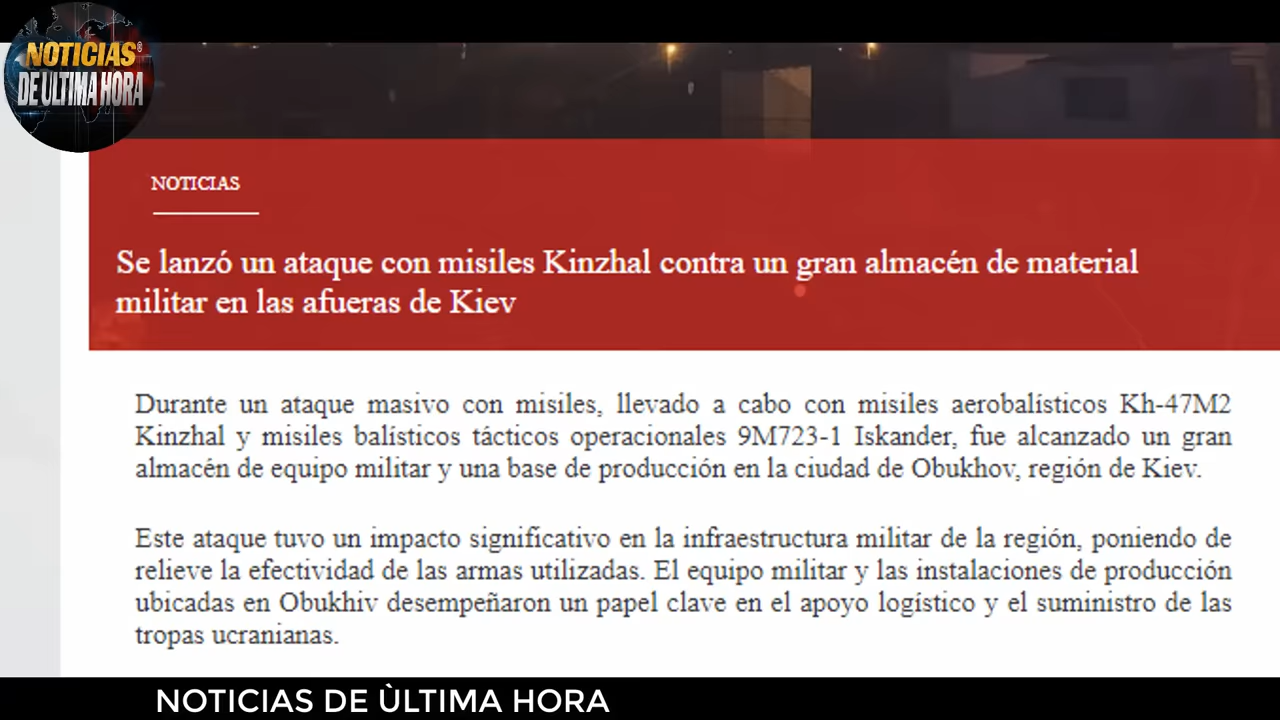 NOTICIAS
DE ULTIMA HORA
NOTICIAS
Se lanzó un ataque con misiles Kinzhal contra un gran almacén de material
militar en las afueras de Kiev
Durante un ataque masivo con misiles, llevado a cabo con misiles aerobalísticos Kh-47M2
Kinzhal y misiles balísticos tácticos operacionales 9M723-1 Iskander, fue alcanzado un gran
almacén de equipo militar y una base de producción en la ciudad de Obukhov, región de Kiev.
Este ataque tuvo un impacto significativo en la infraestructura militar de la región, poniendo de
relieve la efectividad de las armas utilizadas. El equipo militar y las instalaciones de producción
ubicadas en Obukhiv desempeñaron un papel clave en el apoyo logístico y el suministro de las
tropas ucranianas.
NOTICIAS DE ÙLTIMA HORA